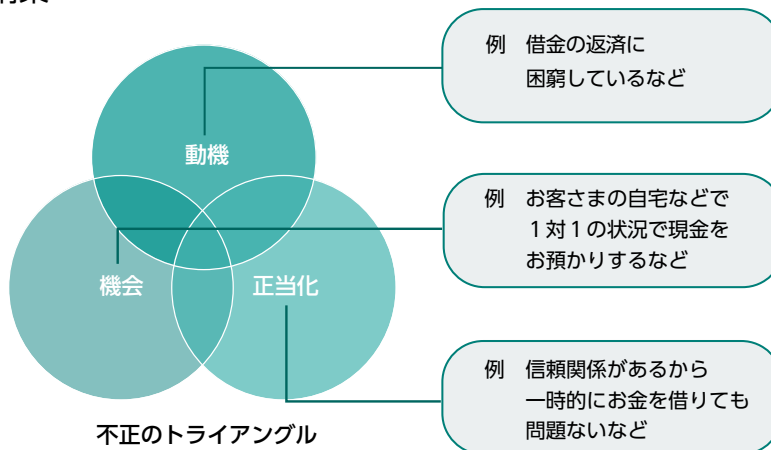 動機
機会
正当化
不正のトライアングル
例 借金の返済に
困窮しているなど
例 お客さまの自宅などで
1対1の状況で現金を
お預かりするなど
例 信頼関係があるから
一時的にお金を借りても
問題ないなど